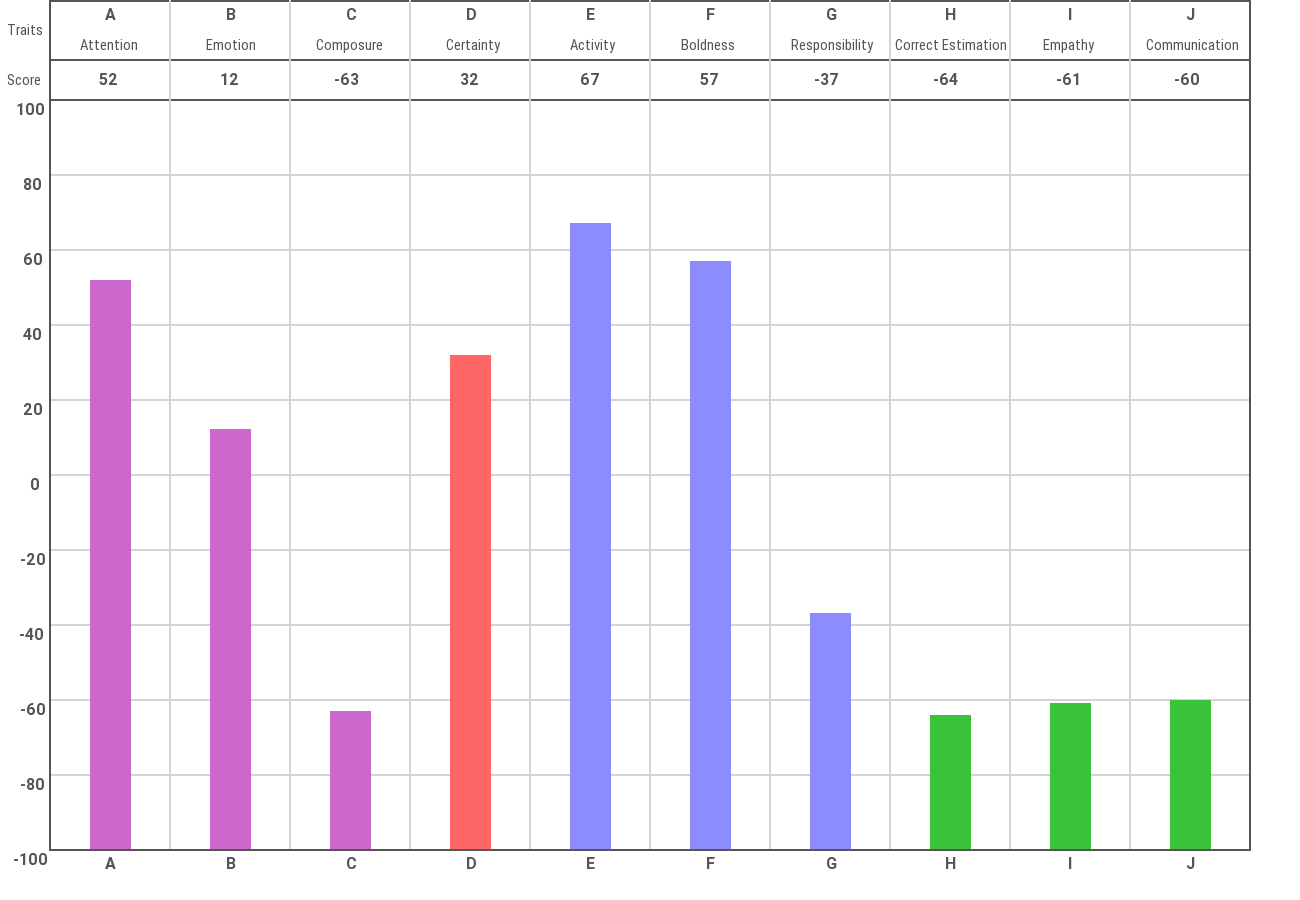 A B C D E F G H I J
Traits
Attention Emotion Composure Certainty Activity Boldness Responsibility Correct Estimation Empathy Communication
Score 52 12 -63 32 67 57 -37 -64 -61 -60
100
80
60
40
20
0
-20
-40
-60
-80
-100
A B C D E F G H I J